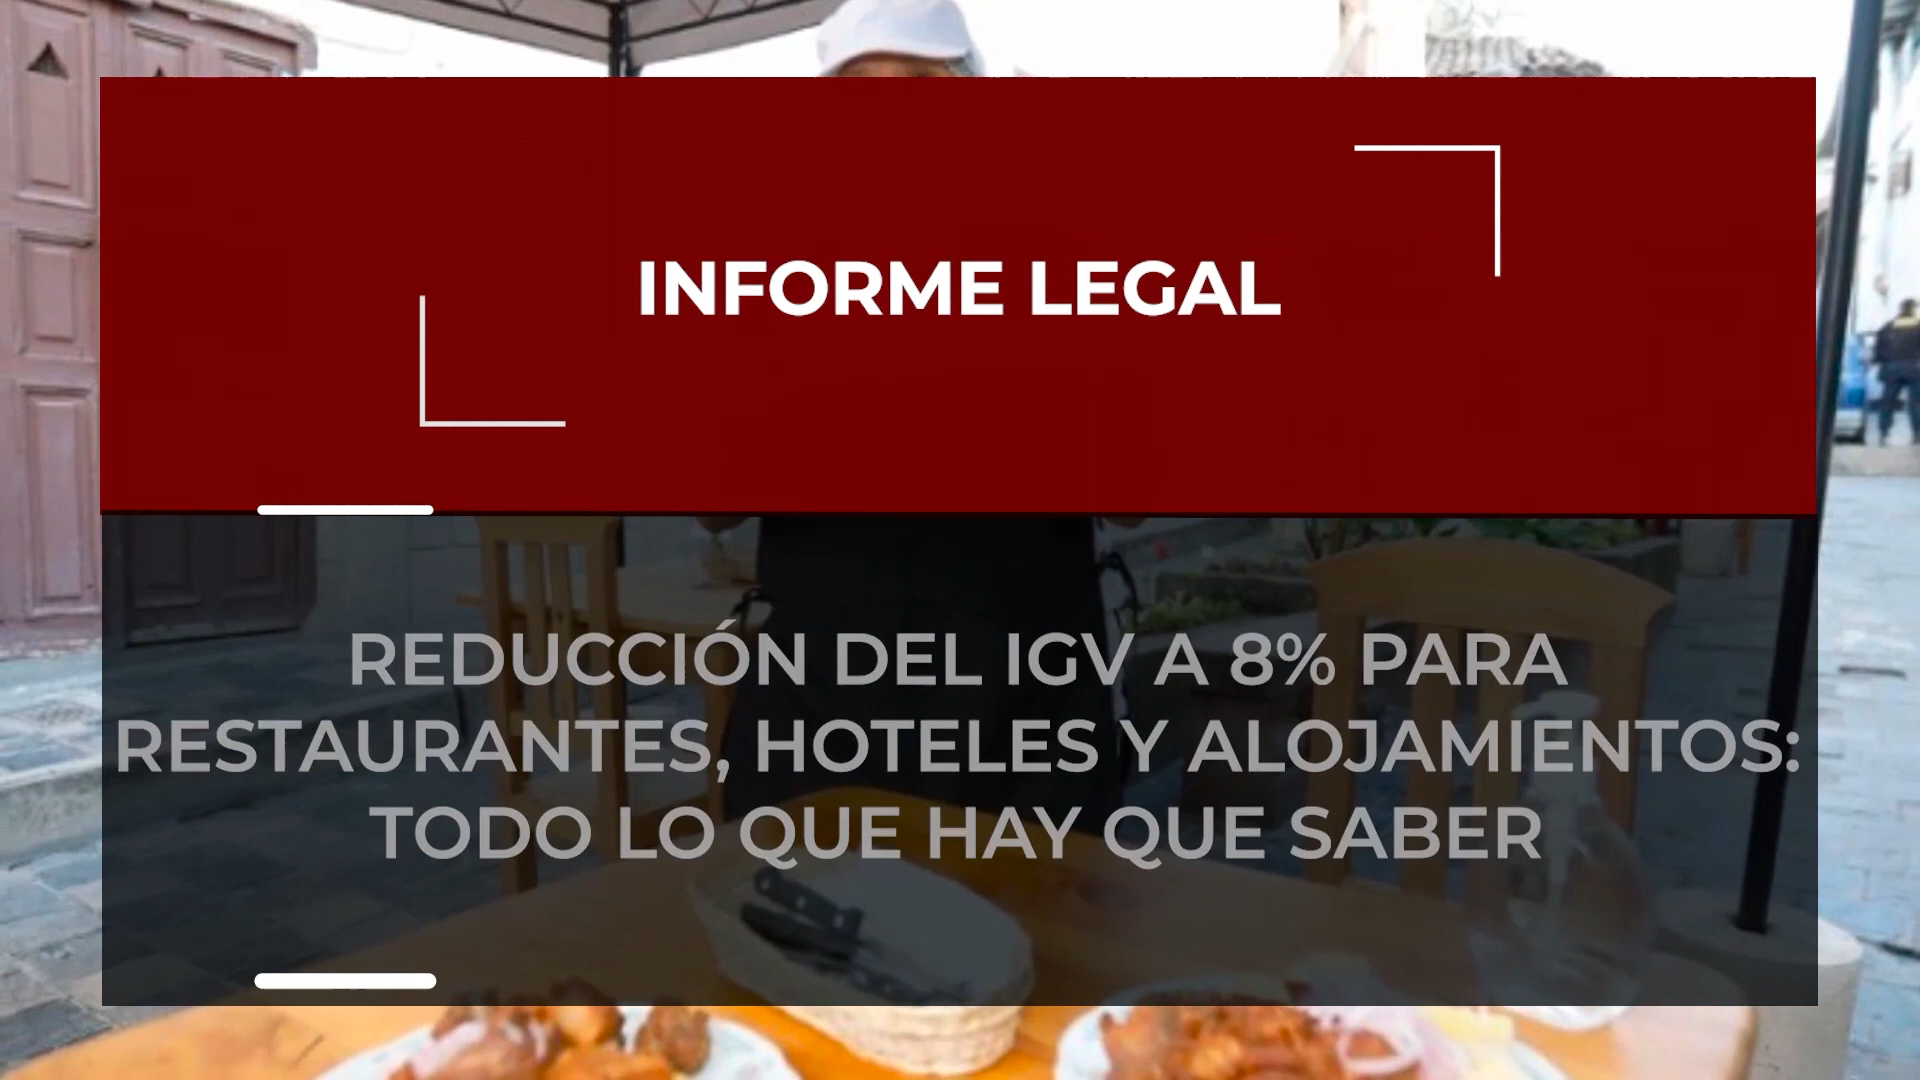 INFORME LEGAL
REDUCCIÓN DEL IGV A 8% PARA
RESTAURANTES, HOTELES Y ALOJAMIENTOS:
TODO LO QUE HAY QUE SABER